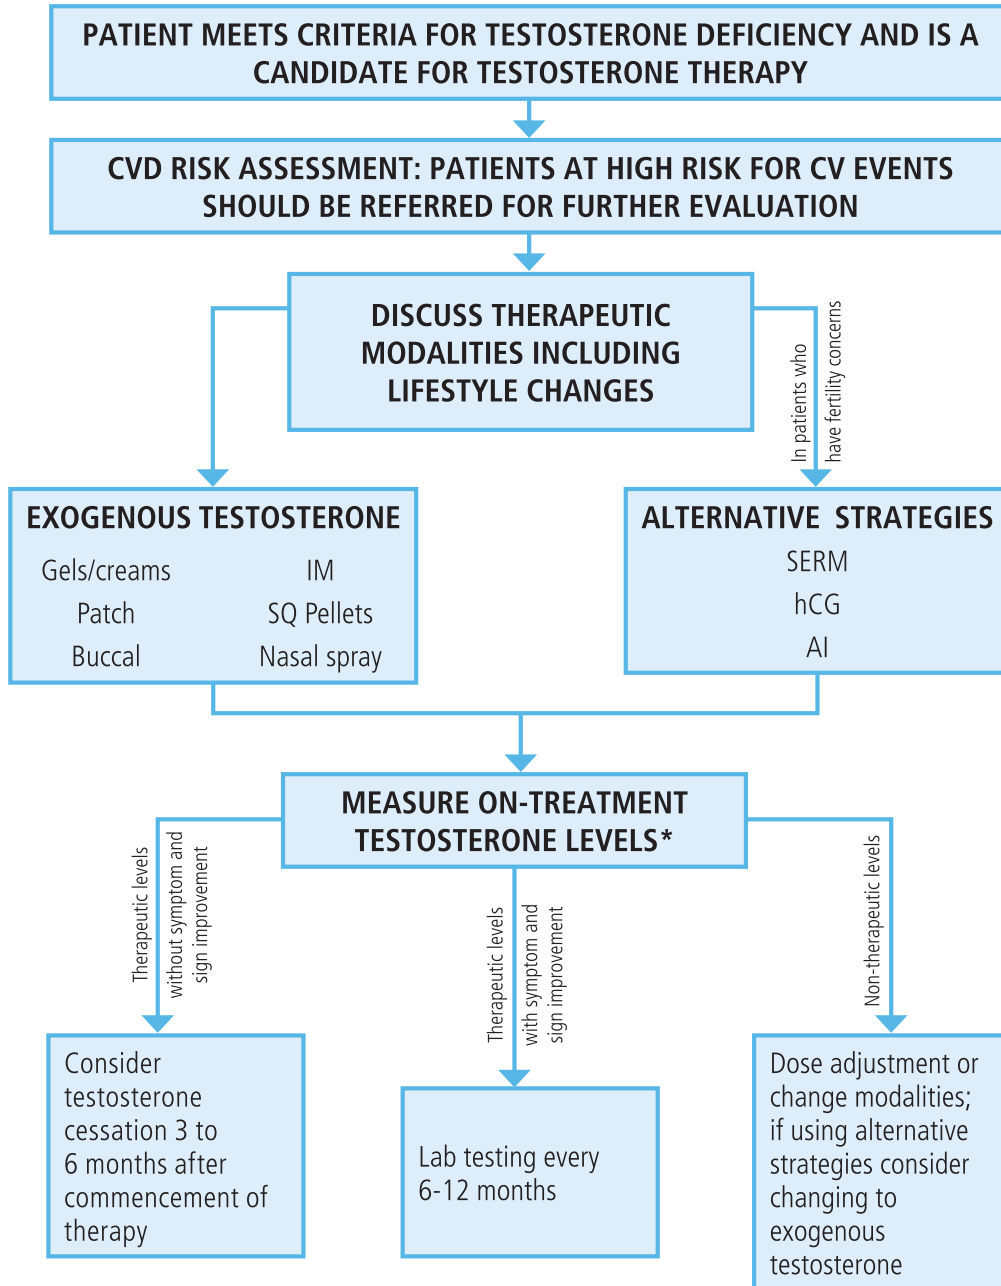 PATIENT MEETS CRITERIA FOR TESTOSTERONE DEFICIENCY AND IS A
CANDIDATE FOR TESTOSTERONE THERAPY
CVD RISK ASSESSMENT: PATIENTS AT HIGH RISK FOR CV EVENTS
SHOULD BE REFERRED FOR FURTHER EVALUATION
DISCUSS THERAPEUTIC
MODALITIES INCLUDING
LIFESTYLE CHANGES
In patients who
have fertility concerns
EXOGENOUS TESTOSTERONE
Gels/creams
IM
Patch
SQ Pellets
Buccal
Nasal spray
ALTERNATIVE STRATEGIES
SERM
hCG
AI
MEASURE ON-TREATMENT
TESTOSTERONE LEVELS*
Therapeutic levels
without symptom and
sign improvement
Therapeutic levels
with symptom and
sign improvement
Non-therapeutic levels
Consider
testosterone
cessation 3 to
6 months after
commencement of
therapy
Lab testing every
6-12 months
Dose adjustment or
change modalities;
if using alternative
strategies consider
changing to
exogenous
testosterone